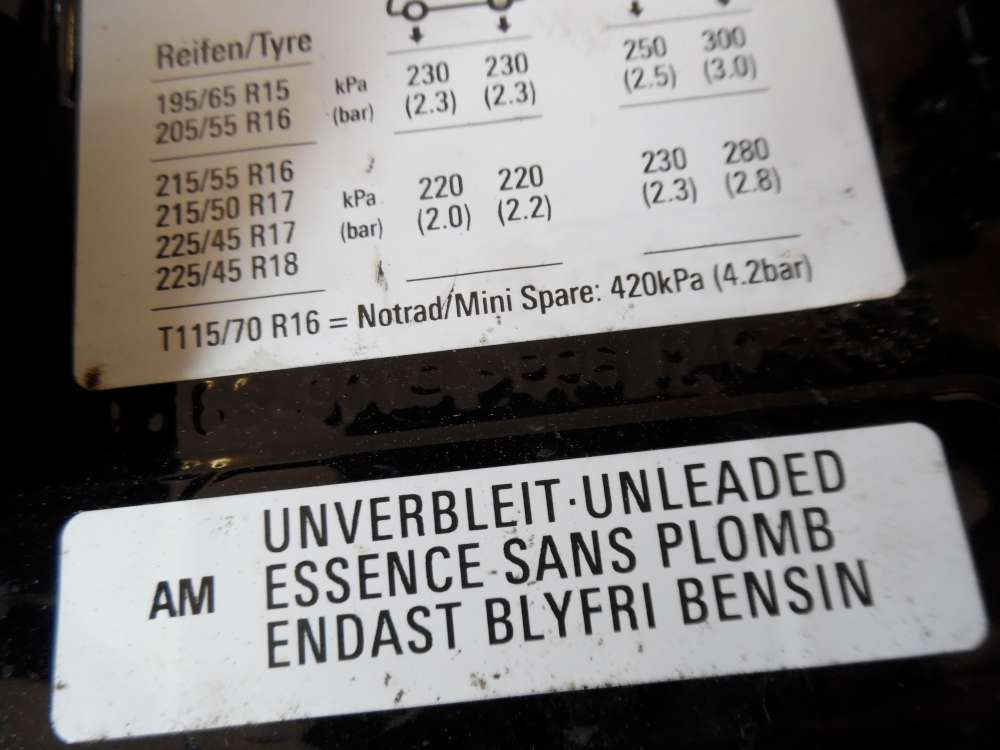 Reifen/Tyre
195/65 R15 kPa 230 230 250 300
205/55 R16 (bar) (2.3) (2.3) (2.5) (3.0)
215/55 R16
215/50 R17 kPa 220 220 230 280
225/45 R17 (bar) (2.0) (2.2) (2.3) (2.8)
225/45 R18
T115/70 R16 = Notrad/Mini Spare: 420kPa (4.2bar)
UNVERBLEIT·UNLEADED
AM ESSENCE SANS PLOMB
ENDAST BLYFRI BENSIN